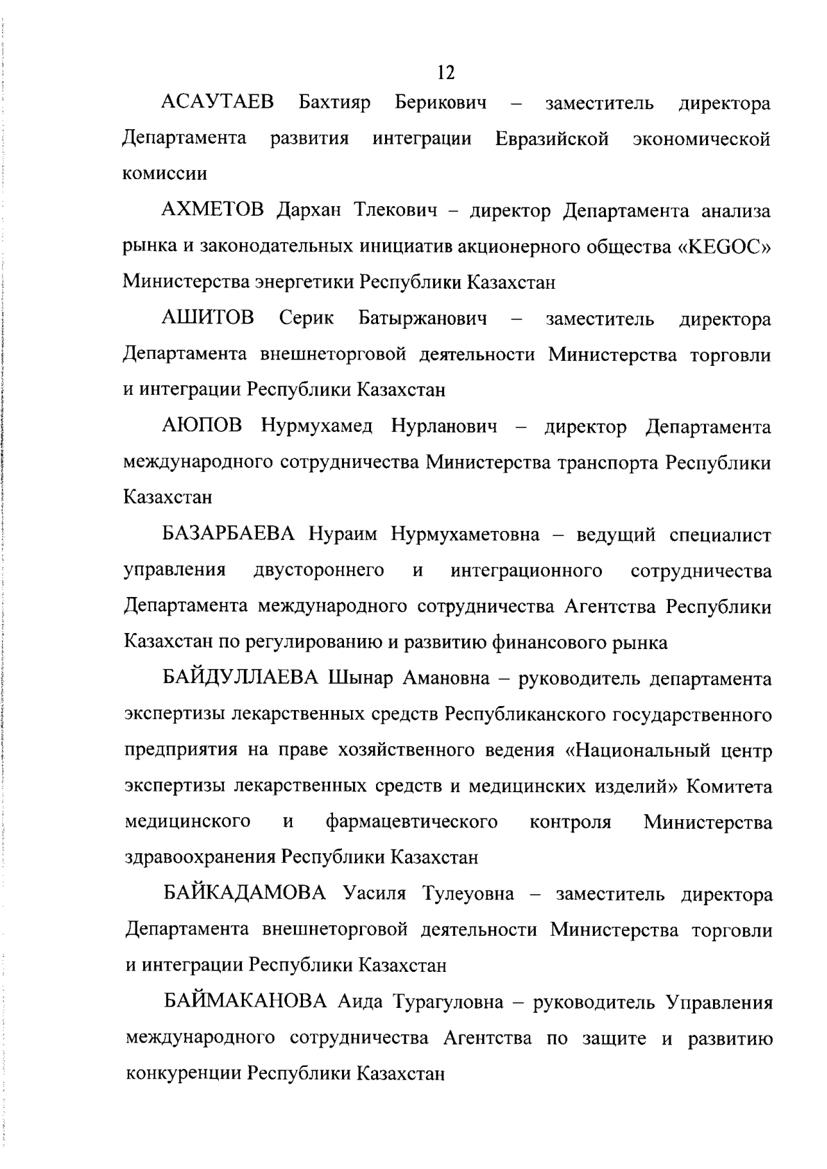 12
АСАУТАЕВ Бахтияр Берикович – заместитель директора
Департамента развития интеграции Евразийской экономической
комиссии
АХМЕТОВ Дархан Тлекович – директор Департамента анализа
рынка и законодательных инициатив акционерного общества «KEGOC»
Министерства энергетики Республики Казахстан
АШИТОВ Серик Батыржанович – заместитель директора
Департамента внешнеторговой деятельности Министерства торговли
и интеграции Республики Казахстан
АЮПОВ Нурмухамед Нурланович – директор Департамента
международного сотрудничества Министерства транспорта Республики
Казахстан
БАЗАРБАЕВА Нураим Нурмухаметовна – ведущий специалист
управления двустороннего и интеграционного сотрудничества
Департамента международного сотрудничества Агентства Республики
Казахстан по регулированию и развитию финансового рынка
БАЙДУЛЛАЕВА Шынар Амановна – руководитель департамента
экспертизы лекарственных средств Республиканского государственного
предприятия на праве хозяйственного ведения «Национальный центр
экспертизы лекарственных средств и медицинских изделий» Комитета
медицинского и фармацевтического контроля Министерства
здравоохранения Республики Казахстан
БАЙКАДАМОВА Уасиля Тулеуовна – заместитель директора
Департамента внешнеторговой деятельности Министерства торговли
и интеграции Республики Казахстан
БАЙМАКАНОВА Аида Турагуловна – руководитель Управления
международного сотрудничества Агентства по защите и развитию
конкуренции Республики Казахстан